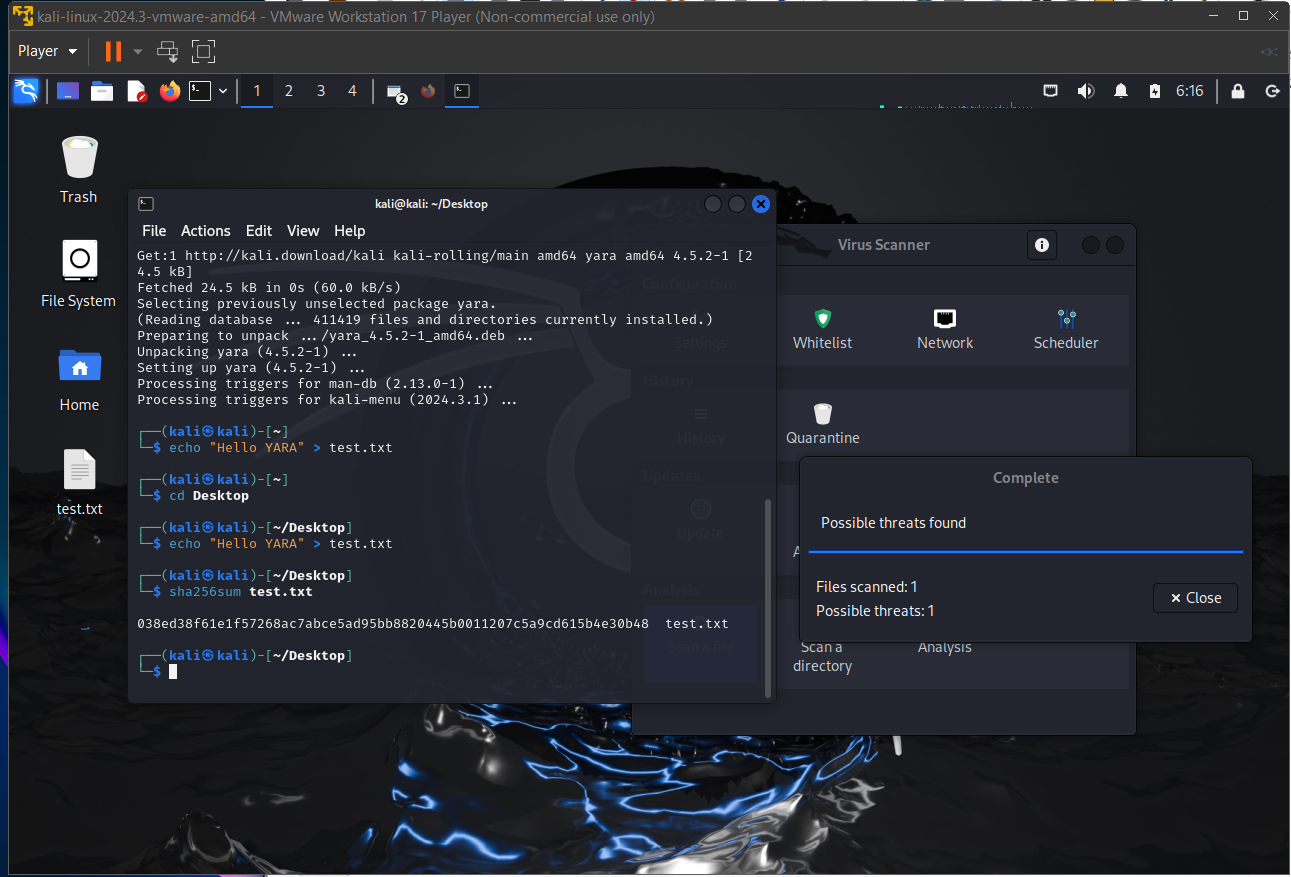 kali-linux-2024.3-vmware-amd64 - VMware Workstation 17 Player (Non-commercial use only)
Player
1 2 3 4 2 6:16
Trash
File System
Home
test.txt
kali@kali: ~/Desktop
File Actions Edit View Help
Get:1 http://kali.download/kali kali-rolling/main amd64 yara amd64 4.5.2-1 [2
4.5 kB]
Fetched 24.5 kB in 0s (60.0 kB/s)
Selecting previously unselected package yara.
(Reading database ... 411419 files and directories currently installed.)
Preparing to unpack .../yara_4.5.2-1_amd64.deb ...
Unpacking yara (4.5.2-1) ...
Setting up yara (4.5.2-1) ...
Processing triggers for man-db (2.13.0-1) ...
Processing triggers for kali-menu (2024.3.1) ...
┌──(kali㉿kali)-[~]
└─$ echo "Hello YARA" > test.txt
┌──(kali㉿kali)-[~]
└─$ cd Desktop
┌──(kali㉿kali)-[~/Desktop]
└─$ echo "Hello YARA" > test.txt
┌──(kali㉿kali)-[~/Desktop]
└─$ sha256sum test.txt
038ed38f61e1f57268ac7abce5ad95bb8820445b0011207c5a9cd615b4e30b48  test.txt
┌──(kali㉿kali)-[~/Desktop]
└─$
Virus Scanner
Configuration
Settings
Whitelist
Network
Scheduler
History
History
Quarantine
Updates
Update
Analysis
Scan a
directory
Analysis
Complete
Possible threats found
Files scanned: 1
Possible threats: 1
Close